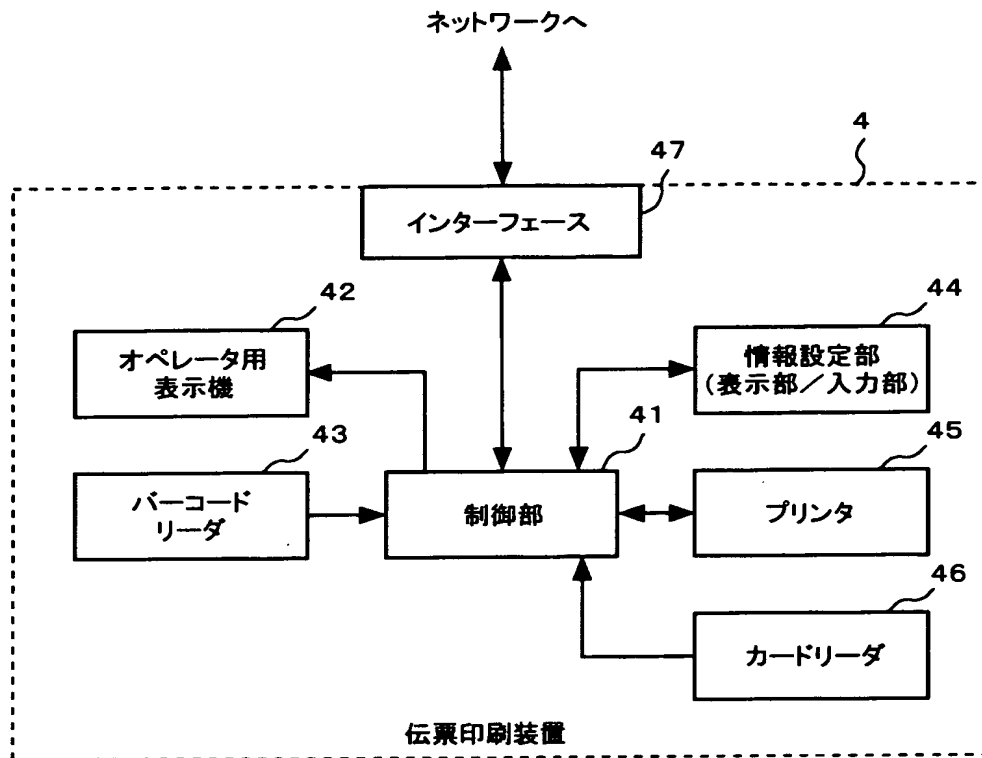 ネットワークへ
4
47
インターフェース
42
オペレータ用
表示機
44
情報設定部
(表示部／入力部)
43
バーコード
リーダ
41
制御部
45
プリンタ
46
カードリーダ
伝票印刷装置